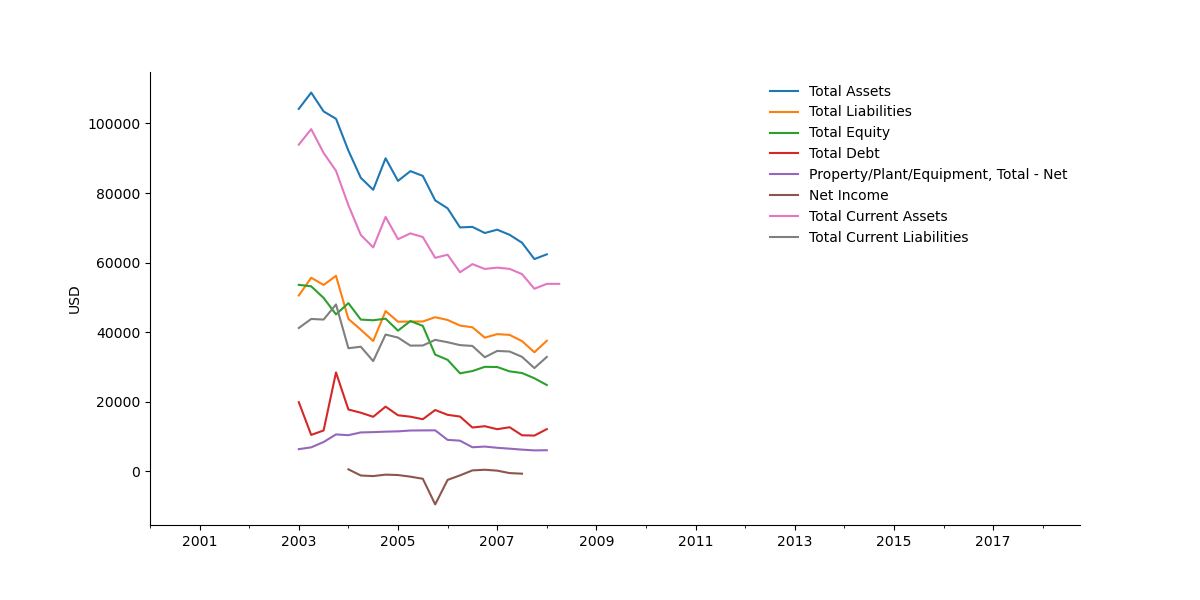 USD
100000
80000
60000
40000
20000
0
2001 2003 2005 2007 2009 2011 2013 2015 2017
Total Assets
Total Liabilities
Total Equity
Total Debt
Property/Plant/Equipment, Total - Net
Net Income
Total Current Assets
Total Current Liabilities